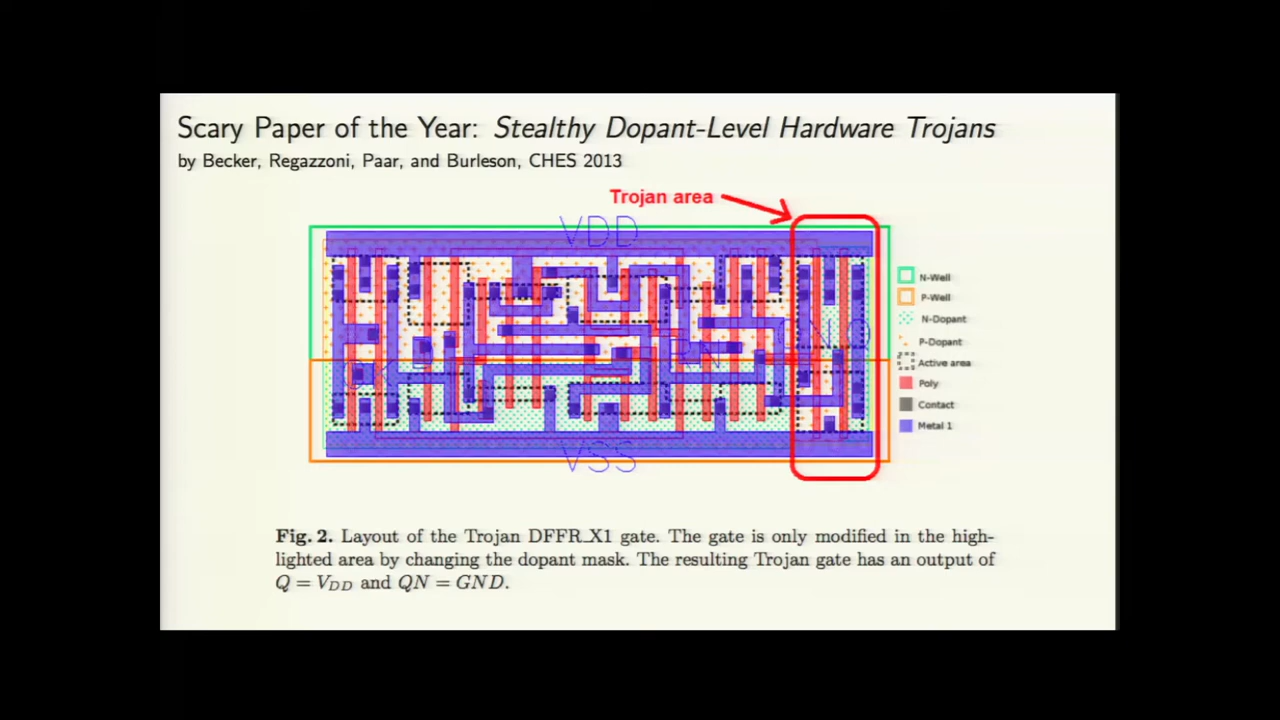 Scary Paper of the Year: Stealthy Dopant-Level Hardware Trojans
by Becker, Regazzoni, Paar, and Burleson, CHES 2013
Trojan area
VDD
N-Well
P-Well
N-Dopant
P-Dopant
Active area
Poly
Contact
Metal 1
VSS
Fig. 2. Layout of the Trojan DFFR_X1 gate. The gate is only modified in the high-
lighted area by changing the dopant mask. The resulting Trojan gate has an output of
Q = VDD and QN = GND.